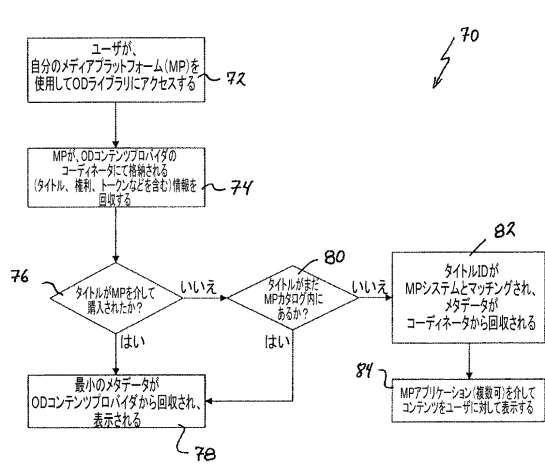 70
ユーザが、
自分のメディアプラットフォーム(MP)を
使用してODライブラリにアクセスする
72
MPが、ODコンテンツプロバイダの
コーディネータにて格納される
(タイトル、権利、トークンなどを含む)情報を
回収する
74
76
タイトルがMPを介して
購入されたか?
いいえ
はい
80
タイトルがまだ
MPカタログ内に
あるか?
いいえ
はい
82
タイトルIDが
MPシステムとマッチングされ、
メタデータが
コーディネータから回収される
84
MPアプリケーション(複数可)を介して
コンテンツをユーザに対して表示する
最小のメタデータが
ODコンテンツプロバイダから回収され、
表示される
78